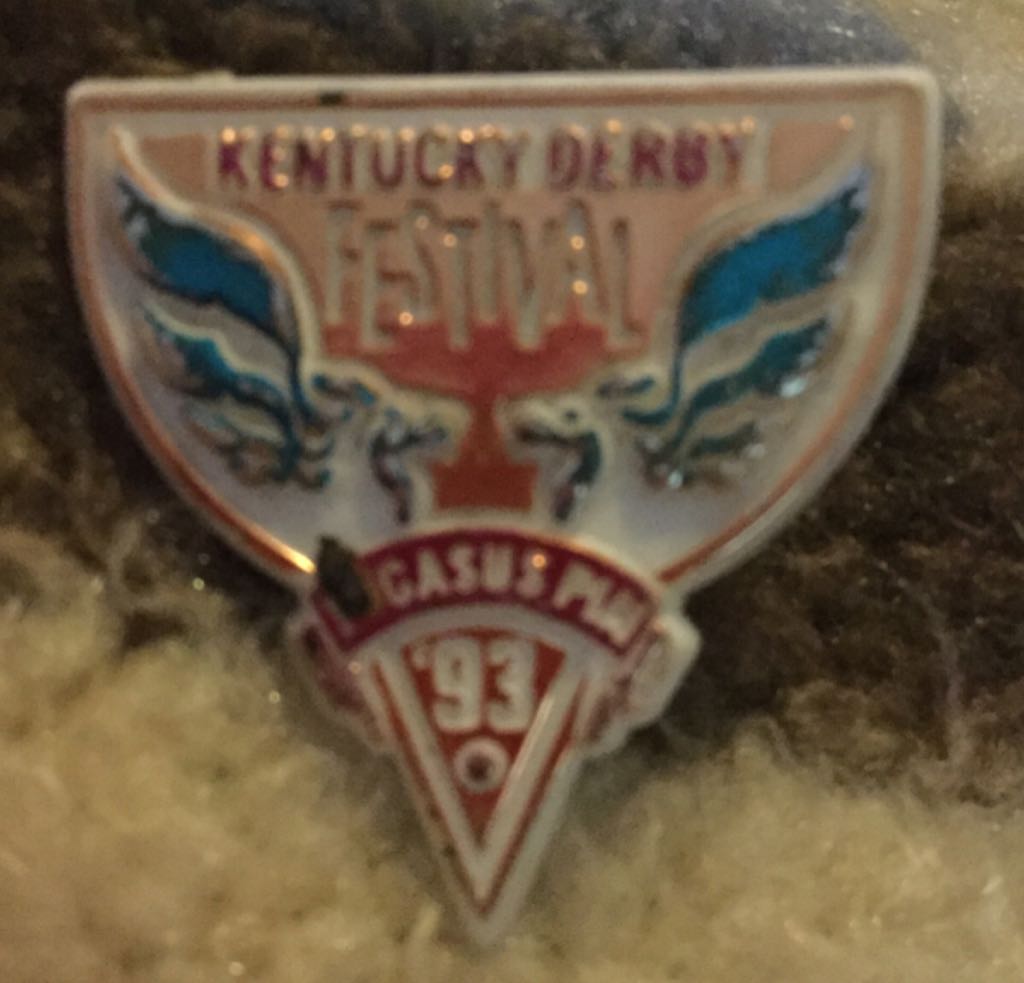 KENTUCKY DERBY
FESTIVAL
GASUS PIN
'93